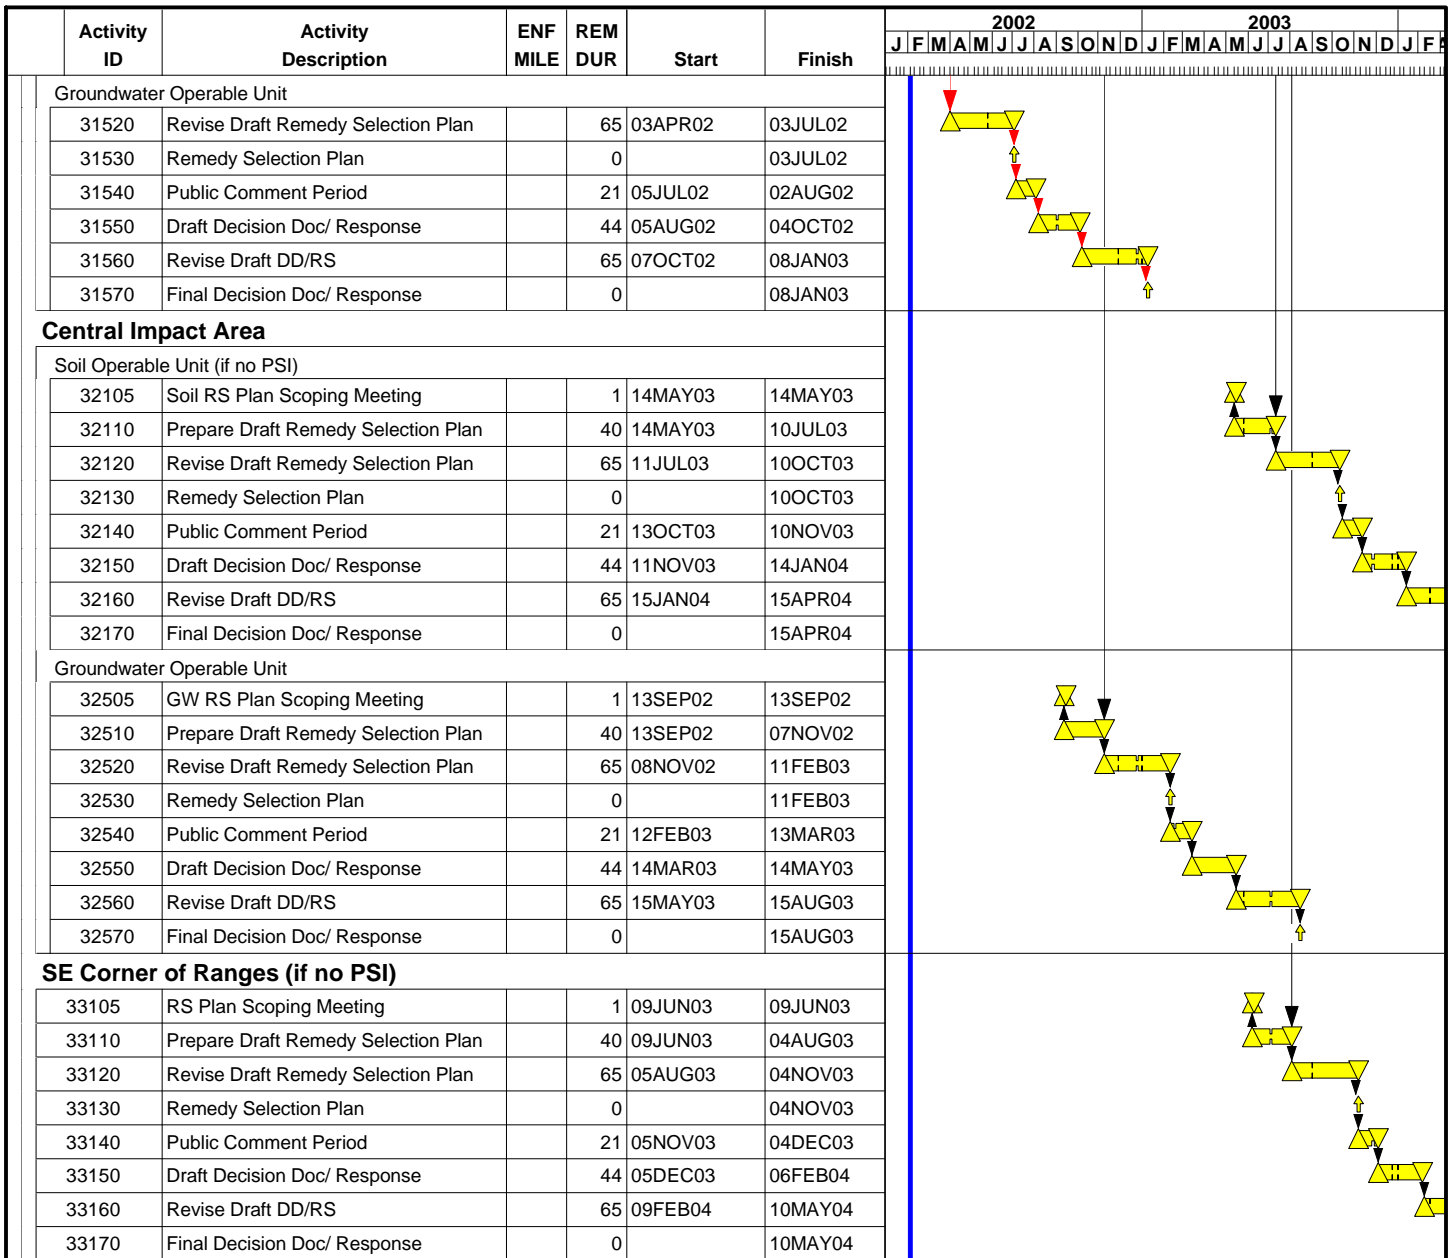 Activity ID Activity Description ENF MILE REM DUR Start Finish 2002 2003
J F M A M J J A S O N D J F M A M J J A S O N D J F
Groundwater Operable Unit
31520 Revise Draft Remedy Selection Plan 65 03APR02 03JUL02
31530 Remedy Selection Plan 0 03JUL02
31540 Public Comment Period 21 05JUL02 02AUG02
31550 Draft Decision Doc/ Response 44 05AUG02 04OCT02
31560 Revise Draft DD/RS 65 07OCT02 08JAN03
31570 Final Decision Doc/ Response 0 08JAN03
Central Impact Area
Soil Operable Unit (if no PSI)
32105 Soil RS Plan Scoping Meeting 1 14MAY03 14MAY03
32110 Prepare Draft Remedy Selection Plan 40 14MAY03 10JUL03
32120 Revise Draft Remedy Selection Plan 65 11JUL03 10OCT03
32130 Remedy Selection Plan 0 10OCT03
32140 Public Comment Period 21 13OCT03 10NOV03
32150 Draft Decision Doc/ Response 44 11NOV03 14JAN04
32160 Revise Draft DD/RS 65 15JAN04 15APR04
32170 Final Decision Doc/ Response 0 15APR04
Groundwater Operable Unit
32505 GW RS Plan Scoping Meeting 1 13SEP02 13SEP02
32510 Prepare Draft Remedy Selection Plan 40 13SEP02 07NOV02
32520 Revise Draft Remedy Selection Plan 65 08NOV02 11FEB03
32530 Remedy Selection Plan 0 11FEB03
32540 Public Comment Period 21 12FEB03 13MAR03
32550 Draft Decision Doc/ Response 44 14MAR03 14MAY03
32560 Revise Draft DD/RS 65 15MAY03 15AUG03
32570 Final Decision Doc/ Response 0 15AUG03
SE Corner of Ranges (if no PSI)
33105 RS Plan Scoping Meeting 1 09JUN03 09JUN03
33110 Prepare Draft Remedy Selection Plan 40 09JUN03 04AUG03
33120 Revise Draft Remedy Selection Plan 65 05AUG03 04NOV03
33130 Remedy Selection Plan 0 04NOV03
33140 Public Comment Period 21 05NOV03 04DEC03
33150 Draft Decision Doc/ Response 44 05DEC03 06FEB04
33160 Revise Draft DD/RS 65 09FEB04 10MAY04
33170 Final Decision Doc/ Response 0 10MAY04